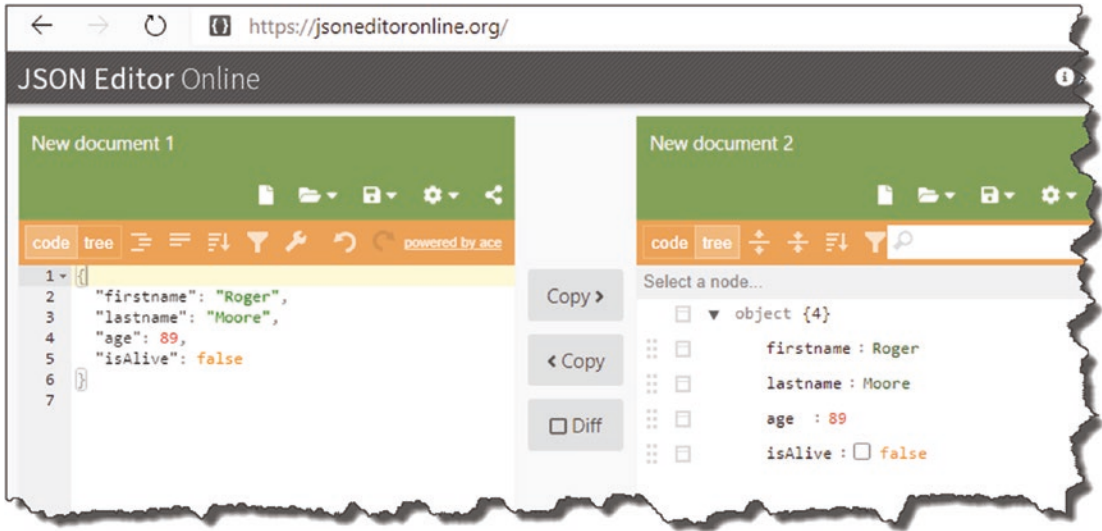 https://jsoneditoronline.org/
JSON Editor Online
New document 1
code tree powered by ace
1 {
2 "firstname": "Roger",
3 "lastname": "Moore",
4 "age": 89,
5 "isAlive": false
6 }
7
Copy >
< Copy
Diff
New document 2
code tree
Select a node...
object {4}
firstname : Roger
lastname : Moore
age : 89
isAlive : false